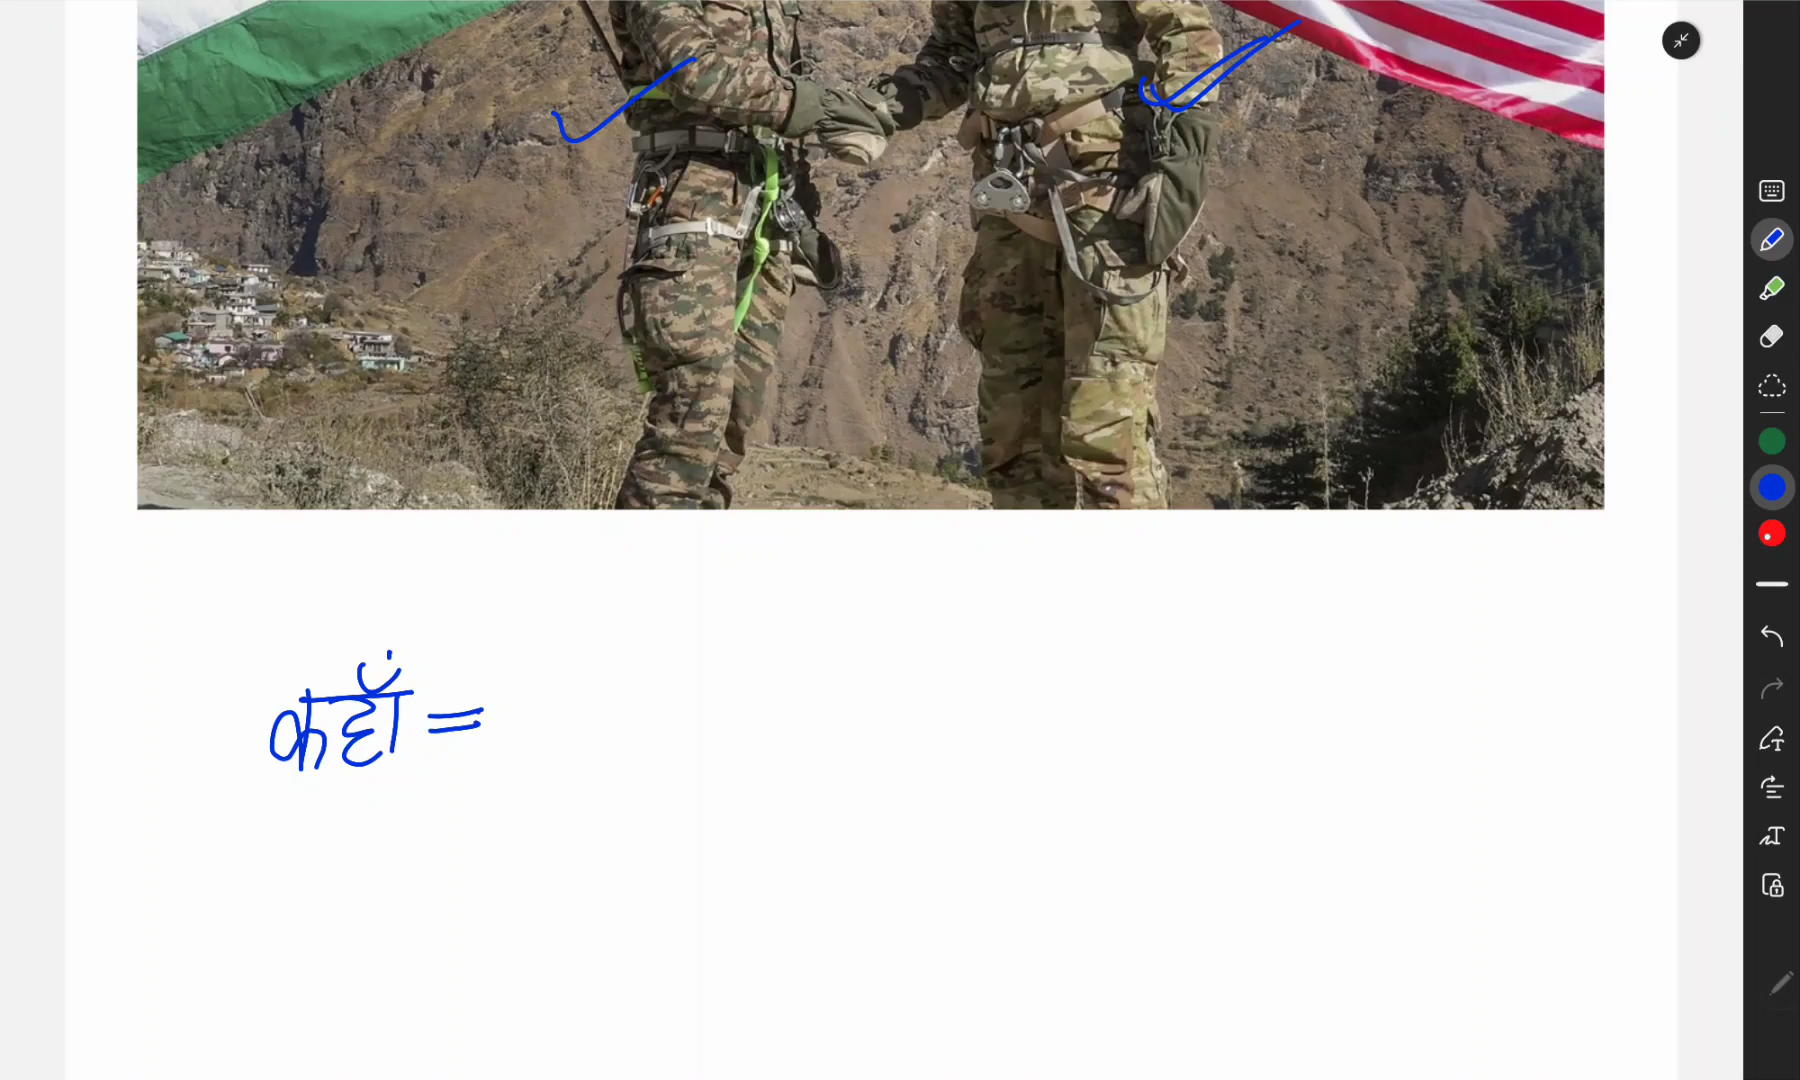 कहाँ =